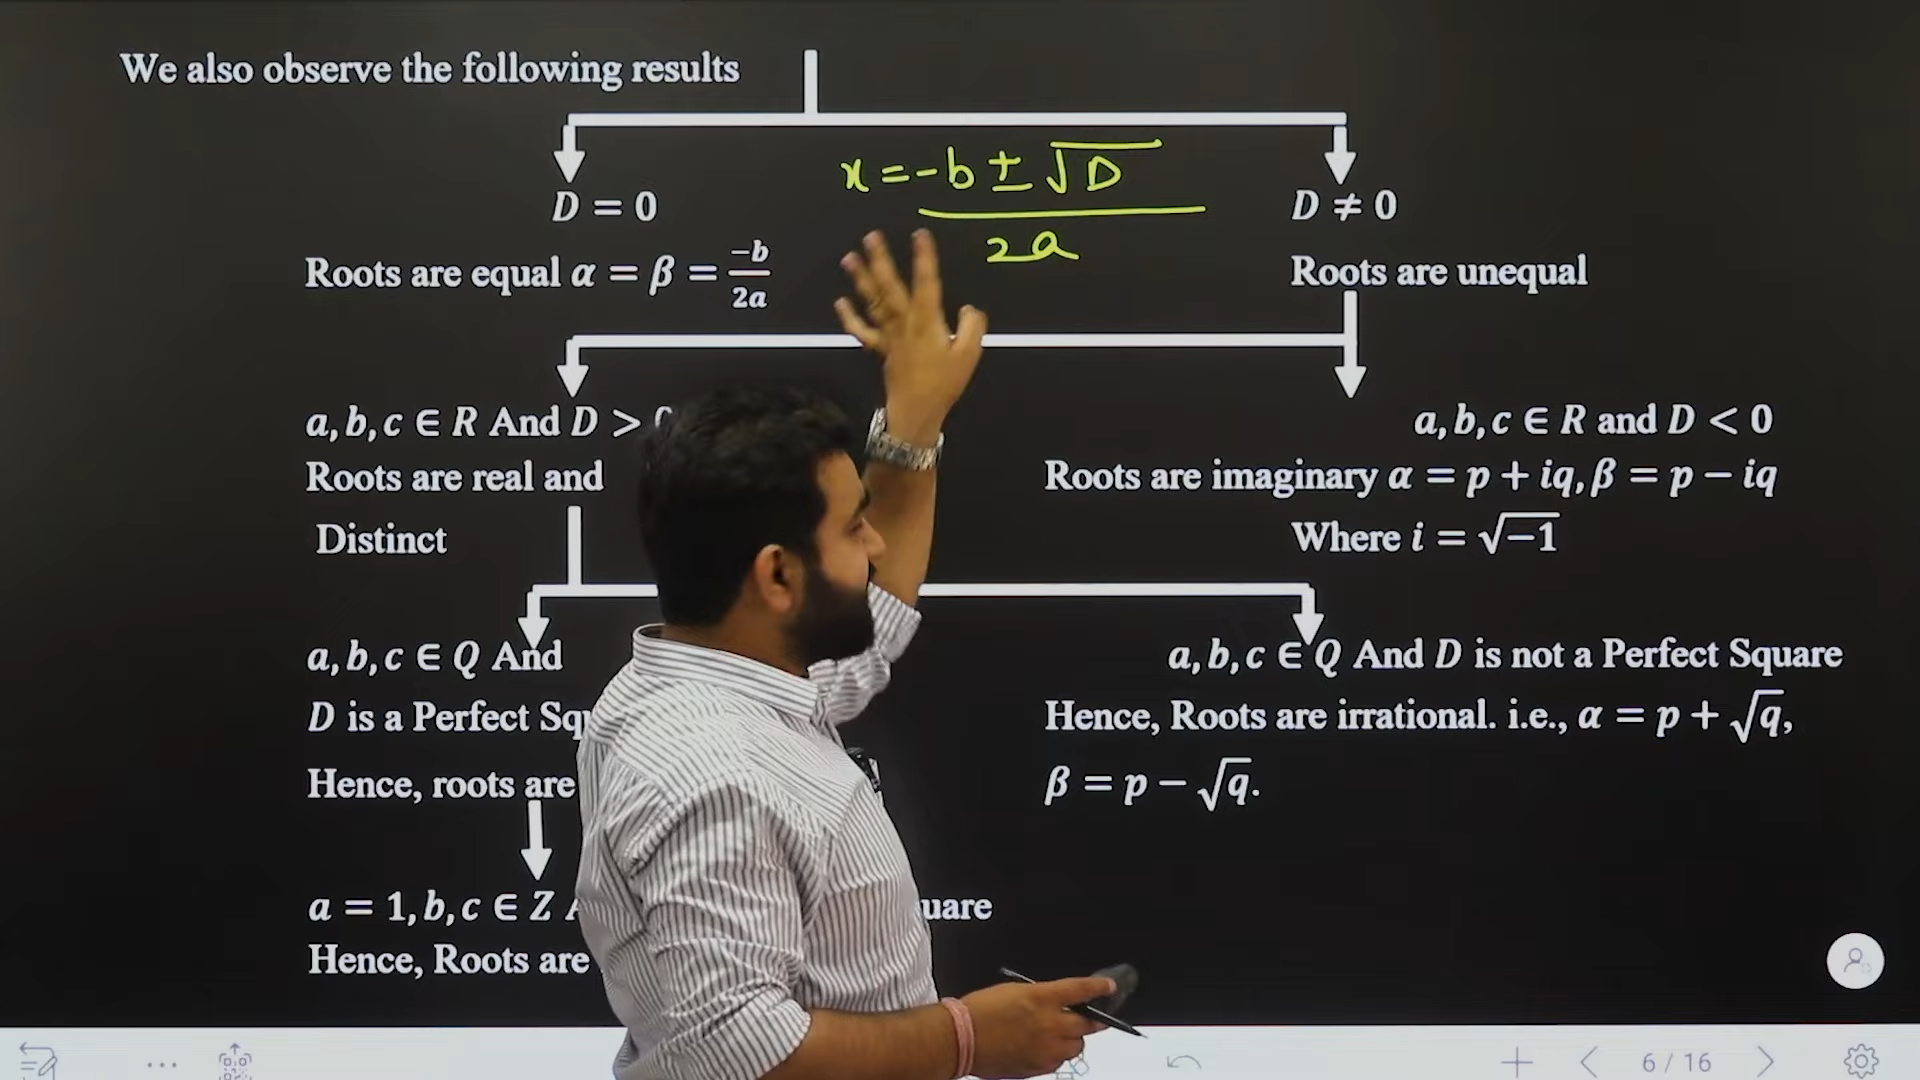 We also observe the following results
x = -b ± √D
2a
D = 0
D ≠ 0
Roots are equal α = β = -b/2a
Roots are unequal
a, b, c ∈ R And D >
a, b, c ∈ R and D < 0
Roots are real and
Roots are imaginary α = p + iq, β = p − iq
Distinct
Where i = √−1
a, b, c ∈ Q And
a, b, c ∈ Q And D is not a Perfect Square
D is a Perfect
Hence, Roots are irrational. i.e., α = p + √q,
Hence, roots are
β = p − √q.
a = 1, b, c ∈ Z
Hence, Roots are
6 / 16